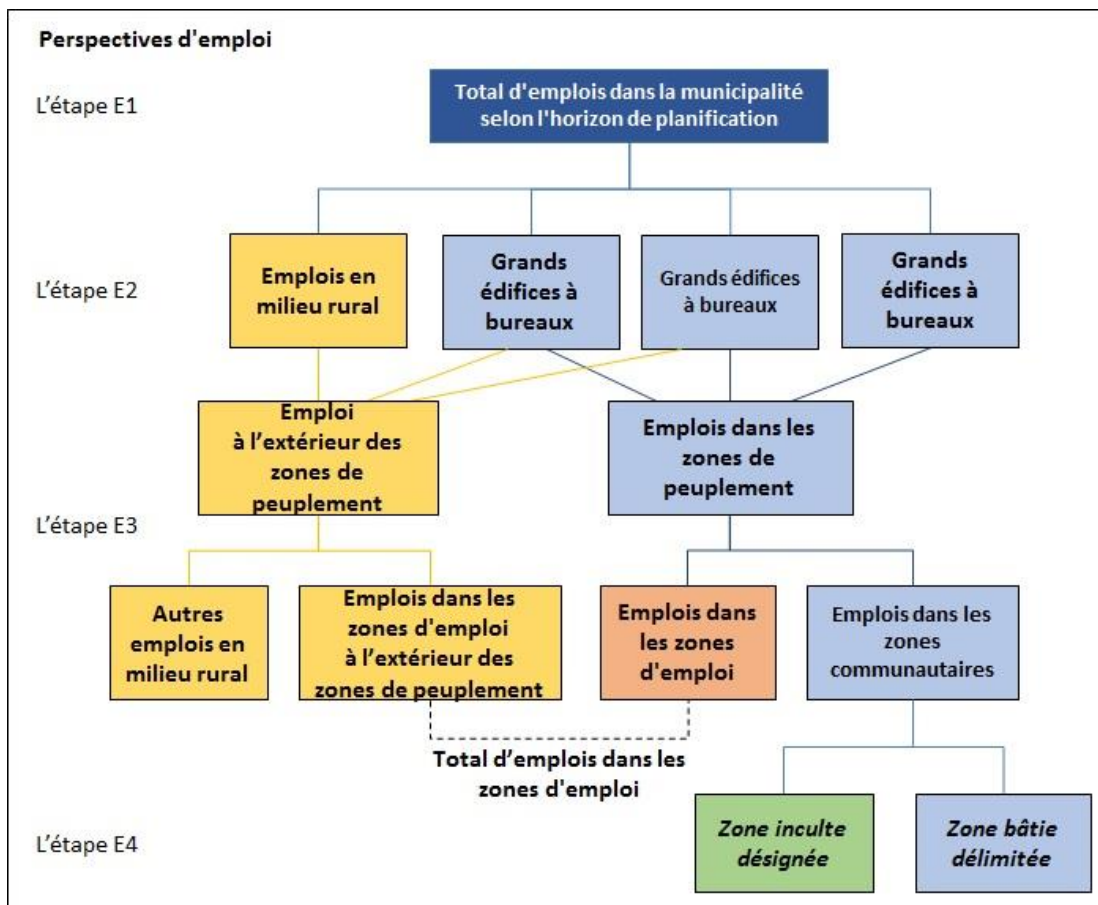 Perspectives d'emploi
L'étape E1
Total d'emplois dans la municipalité
selon l'horizon de planification
L'étape E2
Emplois en
milieu rural
Grands
édifices à
bureaux
Grands édifices
à bureaux
Grands
édifices à
bureaux
Emploi
à l'extérieur des
zones de
peuplement
Emplois dans les
zones de
peuplement
L'étape E3
Autres
emplois en
milieu rural
Emplois dans les
zones d'emploi
à l'extérieur des
zones de peuplement
Emplois dans
les zones
d'emploi
Emplois dans les
zones
communautaires
Total d'emplois dans les
zones d'emploi
L'étape E4
Zone inculte
désignée
Zone bâtie
délimitée